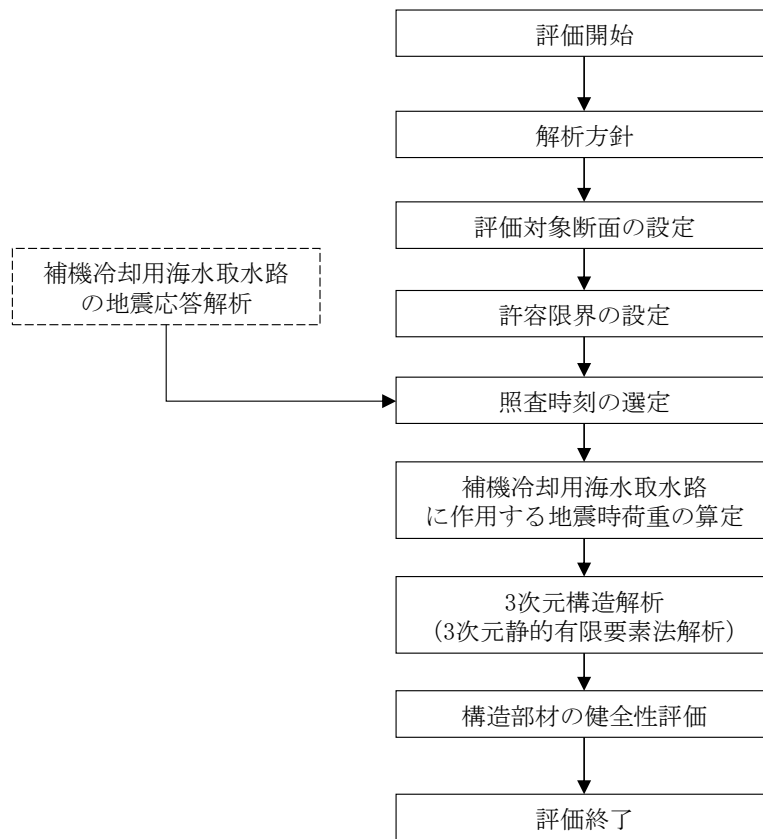 評価開始
解析方針
評価対象断面の設定
補機冷却用海水取水路
の地震応答解析
許容限界の設定
照査時刻の選定
補機冷却用海水取水路
に作用する地震時荷重の算定
3次元構造解析
(3次元静的有限要素法解析)
構造部材の健全性評価
評価終了